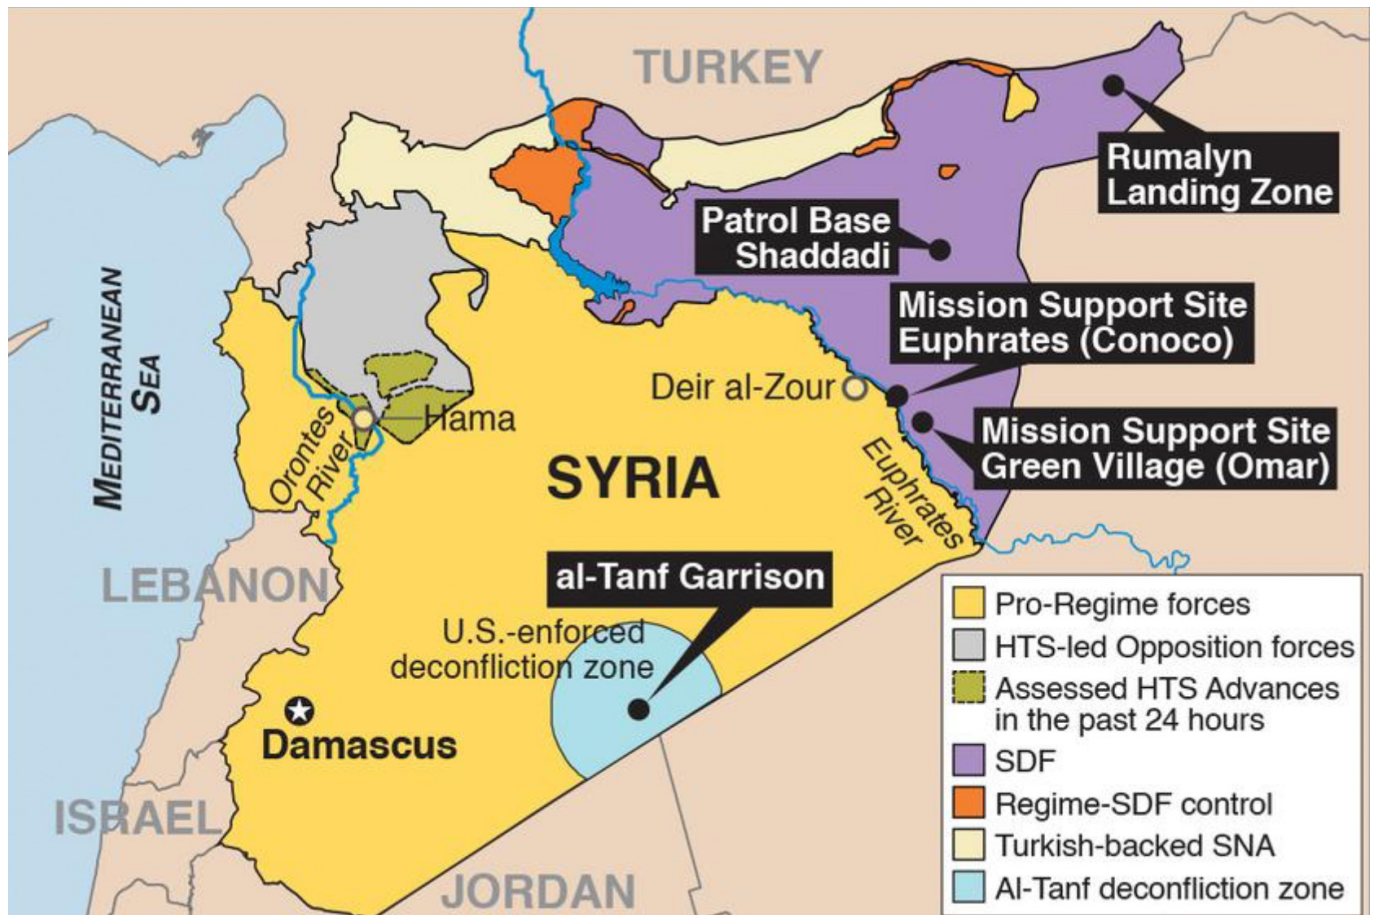 TURKEY
Rumalyn
Landing Zone
Patrol Base
Shaddadi
Mission Support Site
Euphrates (Conoco)
MEDITERRANEAN
SEA
Deir al-Zour
Hama
Orontes
River
Mission Support Site
Green Village (Omar)
SYRIA
Euphrates
River
al-Tanf Garrison
LEBANON
U.S.-enforced
deconfliction zone
Damascus
ISRAEL
JORDAN
Pro-Regime forces
HTS-led Opposition forces
Assessed HTS Advances
in the past 24 hours
SDF
Regime-SDF control
Turkish-backed SNA
Al-Tanf deconfliction zone